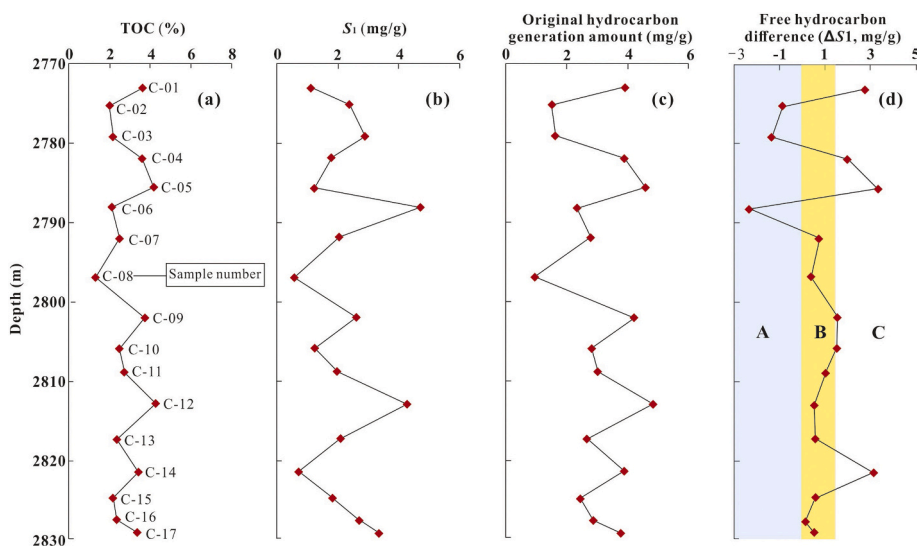 TOC (%)
0 2 4 6 8
S1 (mg/g)
0 2 4 6
Original hydrocarbon
generation amount (mg/g)
0 2 4 6
Free hydrocarbon
difference (ΔS1, mg/g)
−3 −1 1 3 5
(a)
(b)
(c)
(d)
Depth (m)
2770
2780
2790
2800
2810
2820
2830
C-01
C-02
C-03
C-04
C-05
C-06
C-07
C-08
Sample number
C-09
C-10
C-11
C-12
C-13
C-14
C-15
C-16
C-17
A
B
C